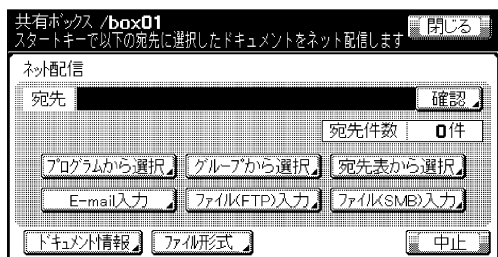 共有ボックス /box01 閉じる
スタートキーで以下の宛先に選択したドキュメントをネット配信します
ネット配信
宛先 確認
宛先件数 0件
プログラムから選択 グループから選択 宛先表から選択
E-mail入力 ファイル(FTP)入力 ファイル(SMB)入力
ドキュメント情報 ファイル形式 中止